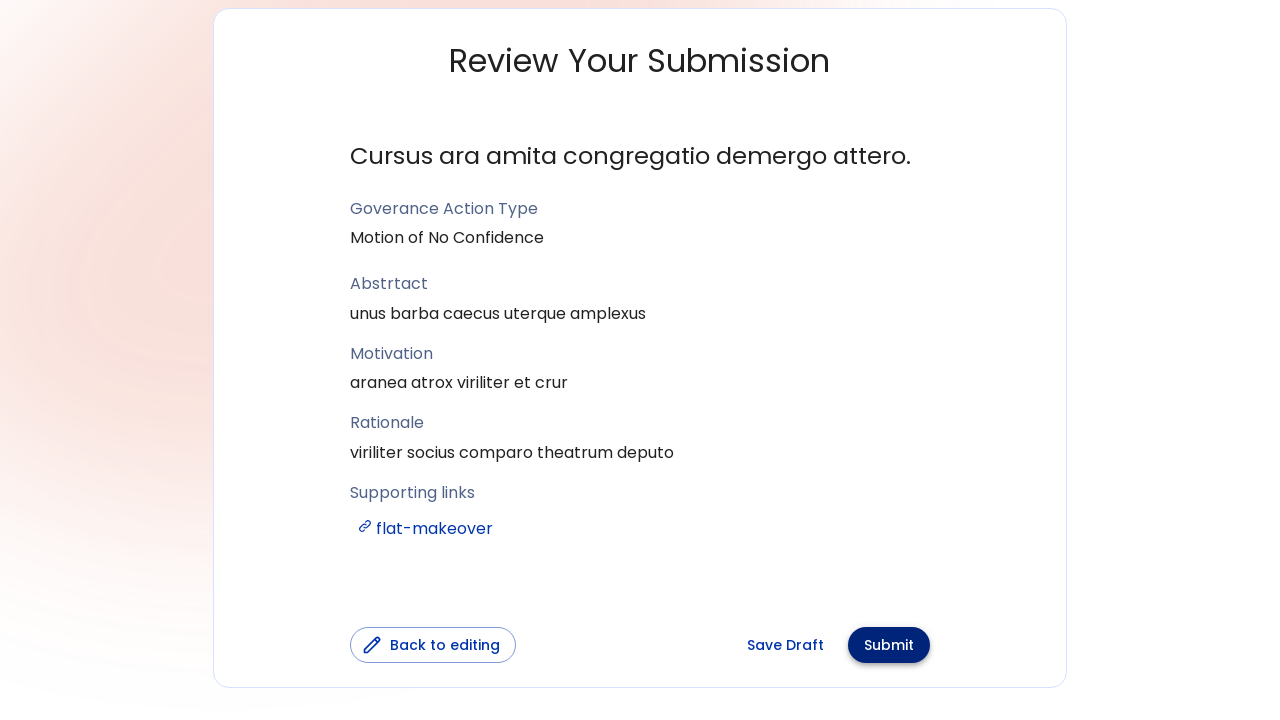 Review Your Submission
Cursus ara amita congregatio demergo attero.
Goverance Action Type
Motion of No Confidence
Abstrtact
unus barba caecus uterque amplexus
Motivation
aranea atrox viriliter et crur
Rationale
viriliter socius comparo theatrum deputo
Supporting links
flat-makeover
Back to editing
Save Draft
Submit